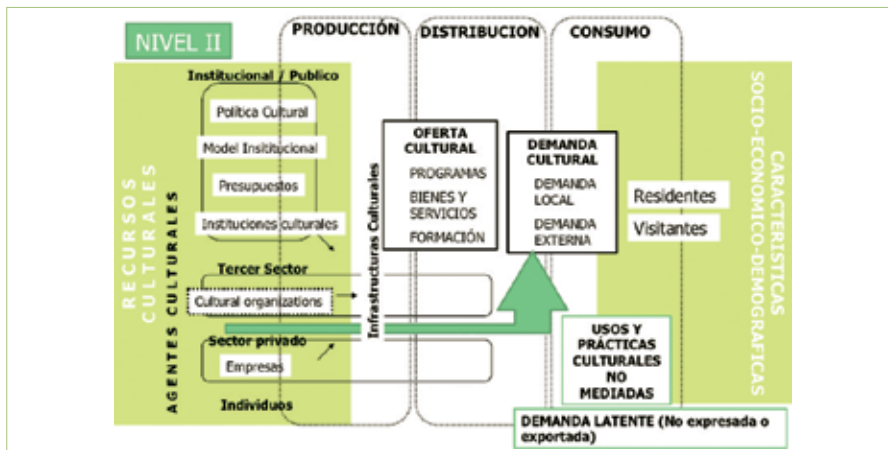 NIVEL II
PRODUCCIÓN
DISTRIBUCION
CONSUMO
RECURSOS
CULTURALES
AGENTES CULTURALES
Institucional / Publico
Política Cultural
Model Insititucional
Presupuestos
Instituciones culturales
Tercer Sector
Cultural organizations
Sector privado
Empresas
Individuos
Infraestructuras Culturales
OFERTA
CULTURAL
PROGRAMAS
BIENES Y
SERVICIOS
FORMACIÓN
DEMANDA
CULTURAL
DEMANDA
LOCAL
DEMANDA
EXTERNA
Residentes
Visitantes
CARACTERISTICAS
SOCIO-ECONOMICO-DEMOGRAFICAS
USOS Y
PRÁCTICAS
CULTURALES
NO
MEDIADAS
DEMANDA LATENTE (No expresada o
exportada)